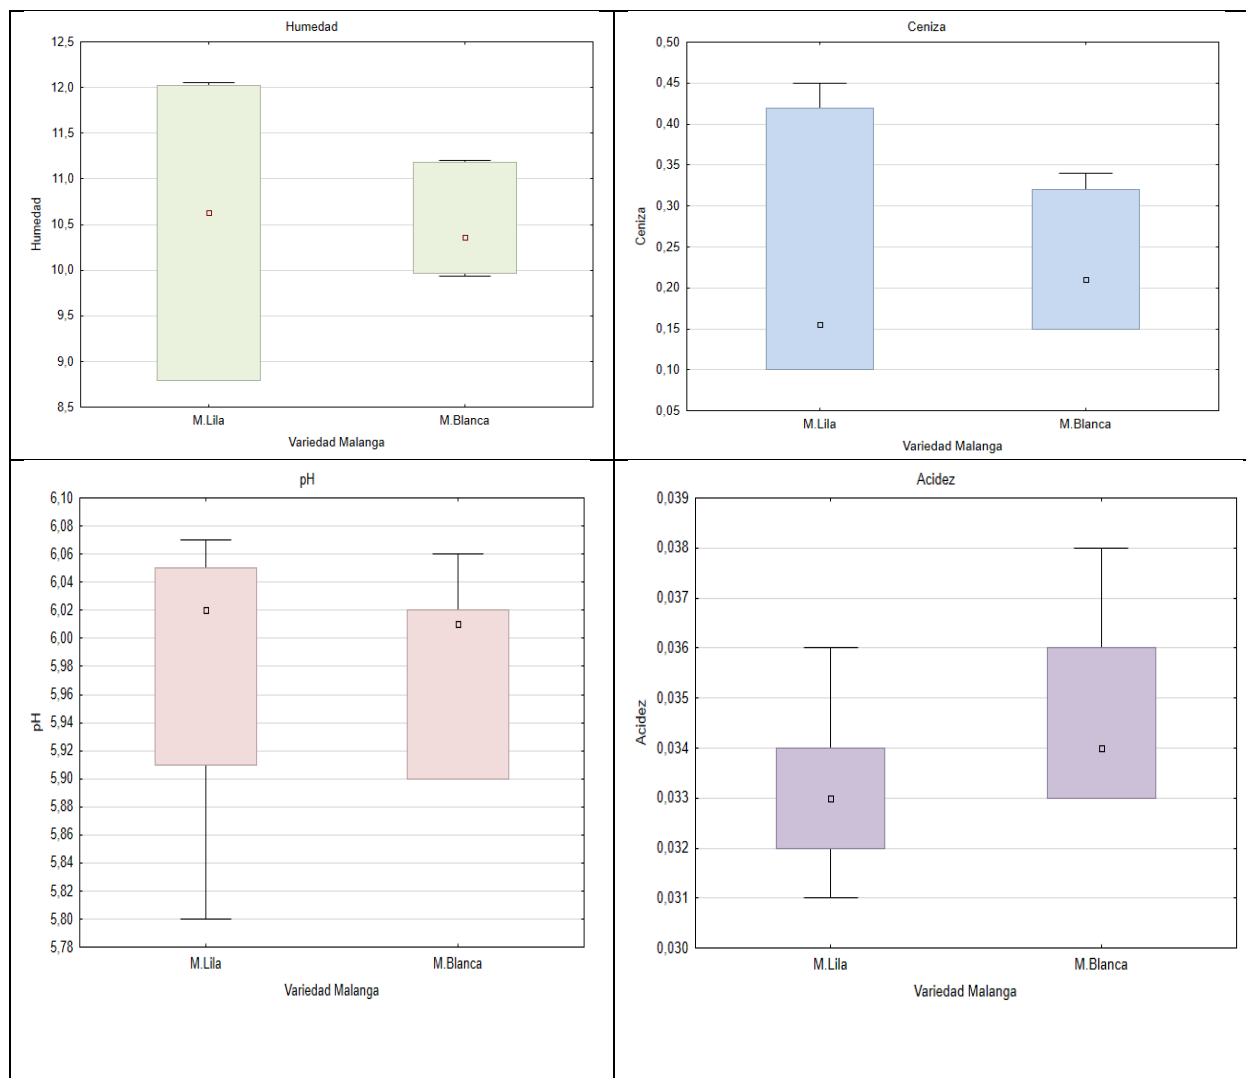 Humedad
12,5
12,0
11,5
11,0
10,5
10,0
9,5
9,0
8,5
Humedad
M.Lila M.Blanca
Variedad Malanga
Ceniza
0,50
0,45
0,40
0,35
0,30
0,25
0,20
0,15
0,10
0,05
Ceniza
M.Lila M.Blanca
Variedad Malanga
pH
6,10
6,08
6,06
6,04
6,02
6,00
5,98
5,96
5,94
5,92
5,90
5,88
5,86
5,84
5,82
5,80
5,78
pH
M.Lila M.Blanca
Variedad Malanga
Acidez
0,039
0,038
0,037
0,036
0,035
0,034
0,033
0,032
0,031
0,030
Acidez
M.Lila M.Blanca
Variedad Malanga